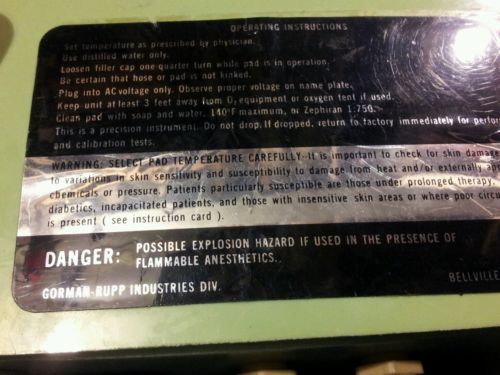 OPERATING INSTRUCTIONS
Set temperature as prescribed by physician.
Use distilled water only.
Loosen filler cap one quarter turn while pad is in operation.
Be certain that hose or pad is not kinked.
Plug into AC voltage only. Observe proper voltage on name plate.
Keep unit at least 3 feet away from O₂ equipment or oxygen tent if used.
Clean pad with soap and water, 140°F maximum, or Zephiran 1:750.
This is a precision instrument. Do not drop. If dropped, return to factory immediately for perfor
and calibration tests.
WARNING: SELECT PAD TEMPERATURE CAREFULLY-It is important to check for skin damage
to variations in skin sensitivity and susceptibility to damage from heat and/or externally apr
chemicals or pressure. Patients particularly susceptible are those under prolonged therapy,
diabetics, incapacitated patients, and those with insensitive skin areas or where poor circu
is present ( see instruction card ).
DANGER: POSSIBLE EXPLOSION HAZARD IF USED IN THE PRESENCE OF
FLAMMABLE ANESTHETICS.
GORMAN-RUPP INDUSTRIES DIV.
BELLVILLE